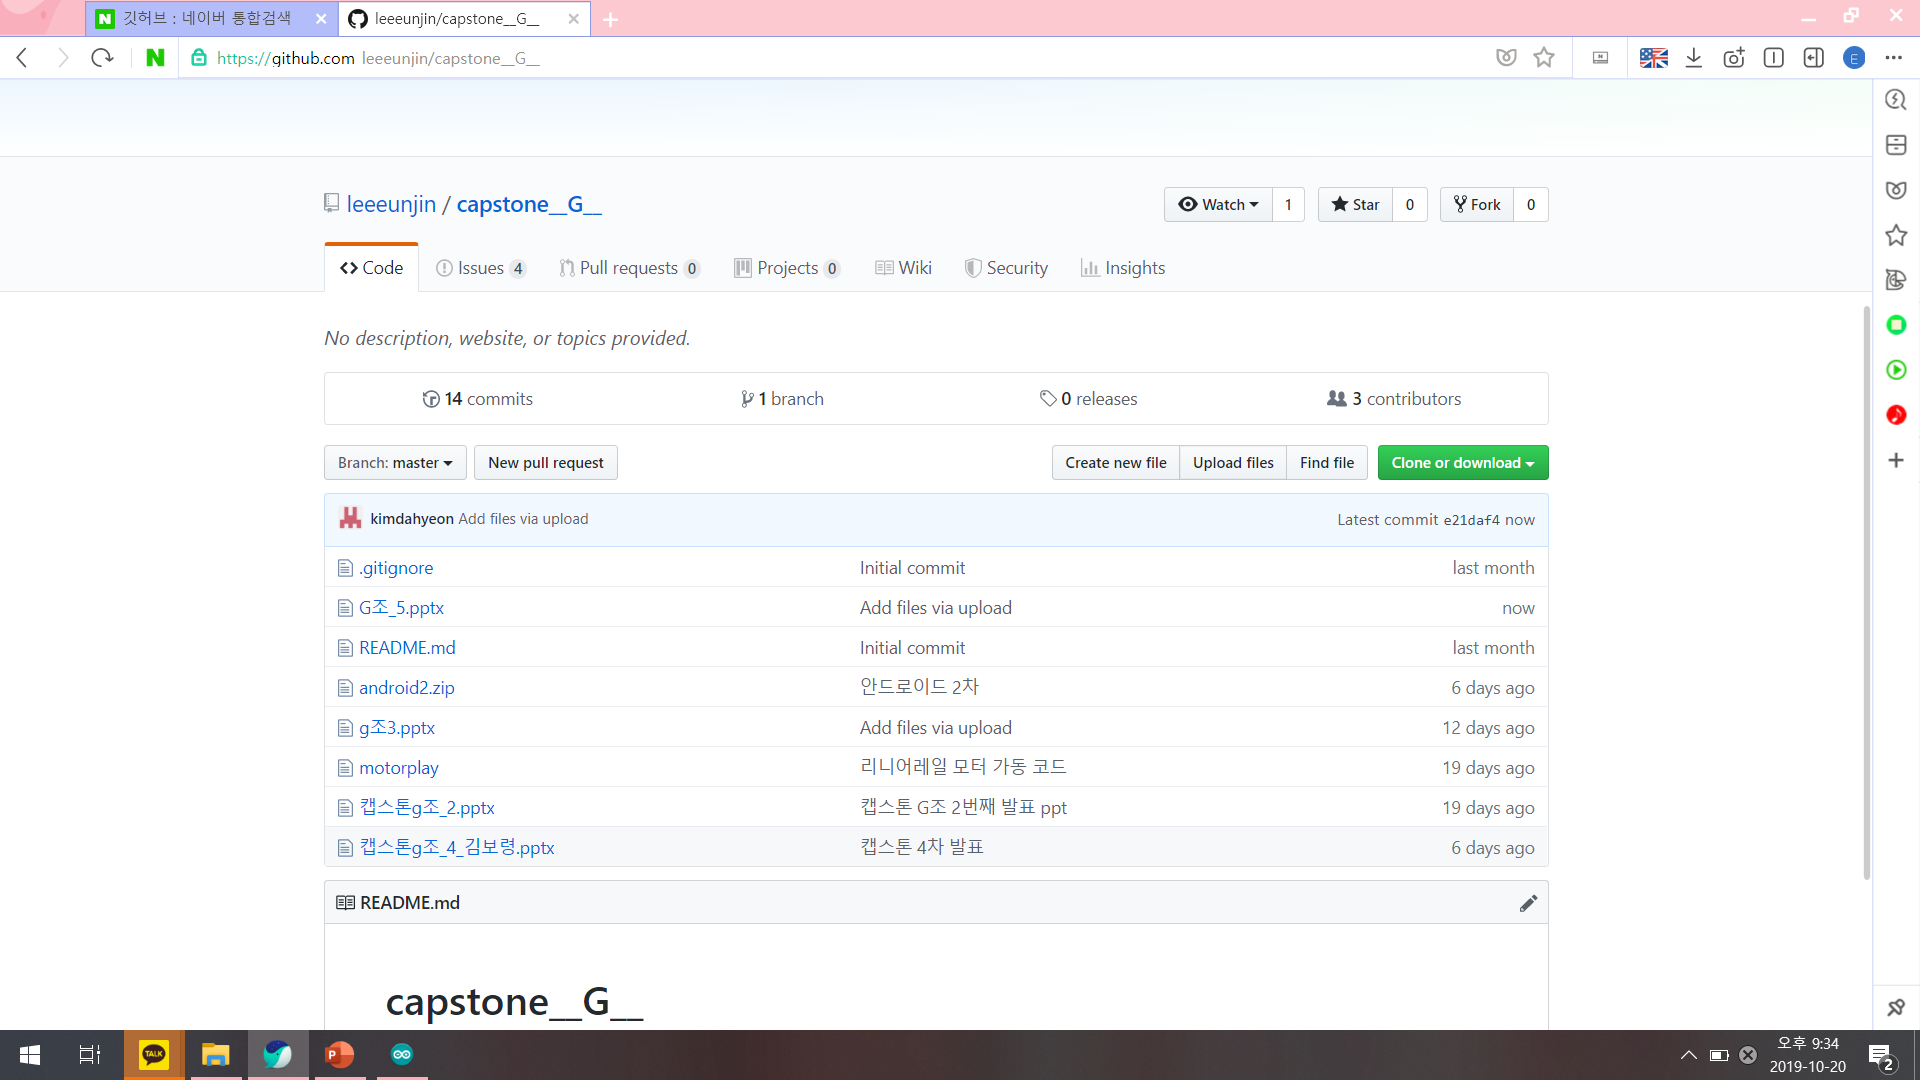 깃허브 : 네이버 통합검색
leeeunjin/capstone__G__
https://github.com leeeunjin/capstone__G__
E
leeeunjin / capstone__G__
Watch 1
Star 0
Fork 0
Code
Issues 4
Pull requests 0
Projects 0
Wiki
Security
Insights
No description, website, or topics provided.
14 commits
1 branch
0 releases
3 contributors
Branch: master
New pull request
Create new file
Upload files
Find file
Clone or download
kimdahyeon Add files via upload
Latest commit e21daf4 now
.gitignore Initial commit last month
G조_5.pptx Add files via upload now
README.md Initial commit last month
android2.zip 안드로이드 2차 6 days ago
g조3.pptx Add files via upload 12 days ago
motorplay 리니어레일 모터 가동 코드 19 days ago
캡스톤g조_2.pptx 캡스톤 G조 2번째 발표 ppt 19 days ago
캡스톤g조_4_김보령.pptx 캡스톤 4차 발표 6 days ago
README.md
capstone__G__
TALK
오후 9:34
2019-10-20
2